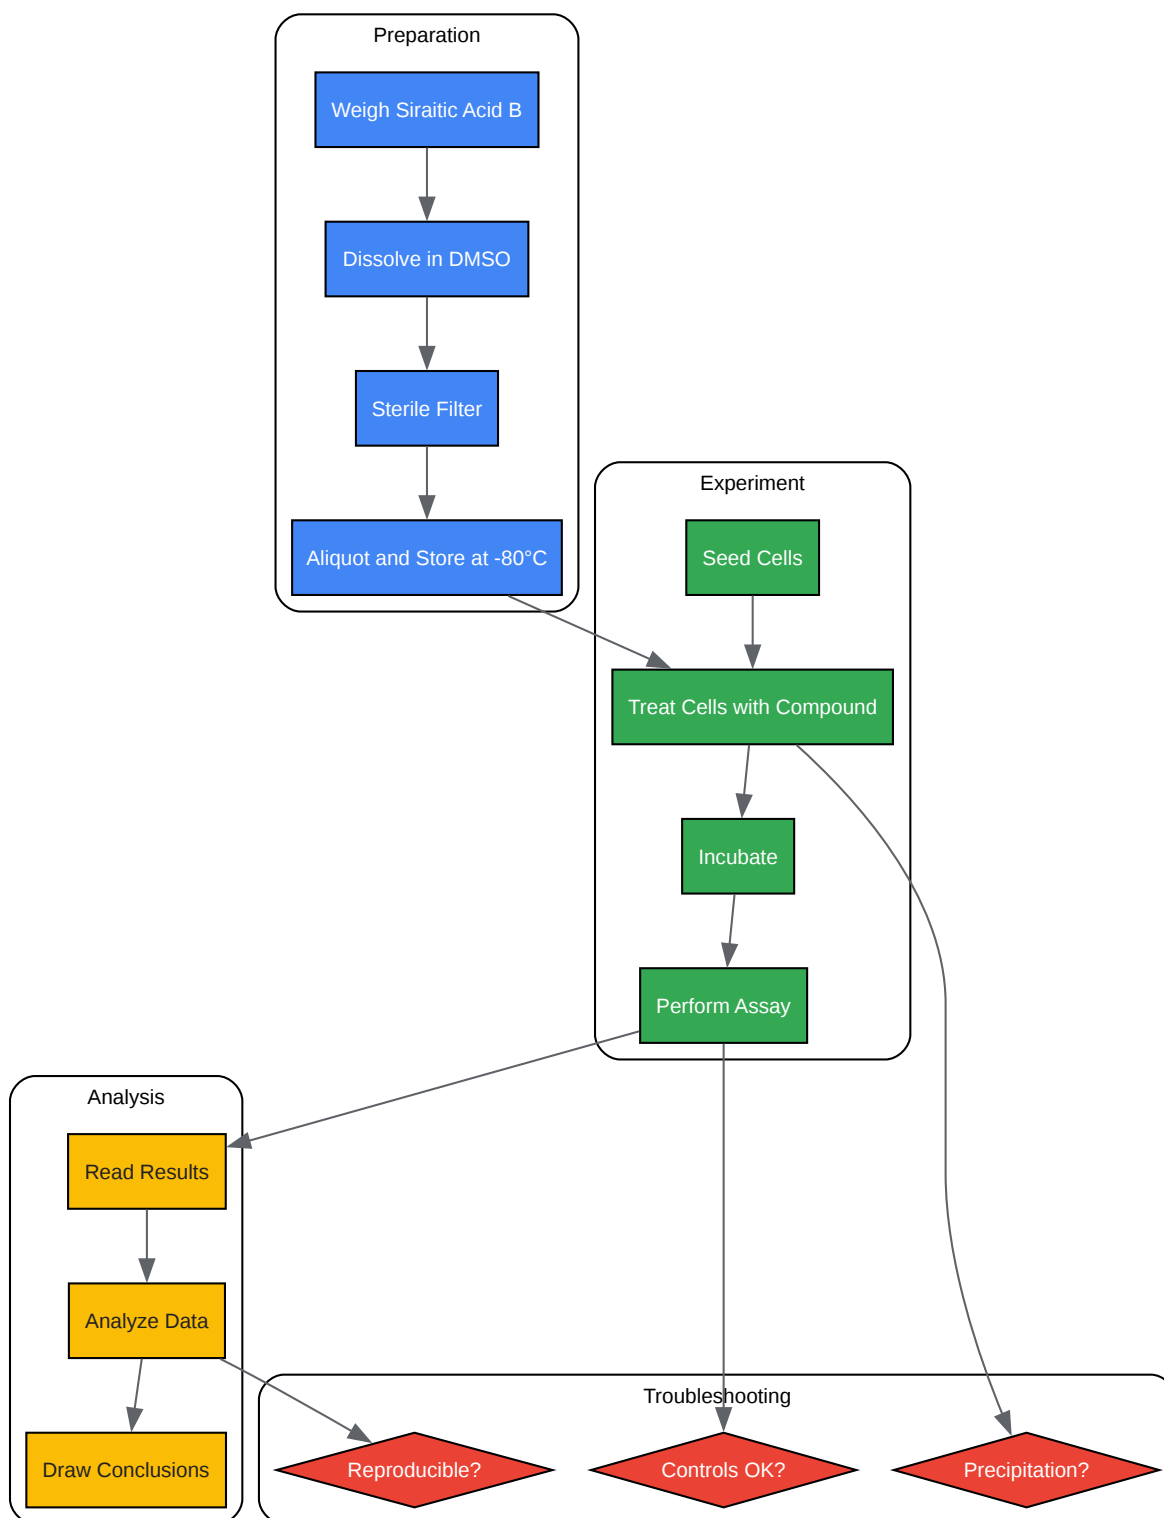 Preparation
Weigh Siraitic Acid B
Dissolve in DMSO
Sterile Filter
Aliquot and Store at -80°C
Experiment
Seed Cells
Treat Cells with Compound
Incubate
Perform Assay
Analysis
Read Results
Analyze Data
Draw Conclusions
Troubleshooting
Reproducible?
Controls OK?
Precipitation?